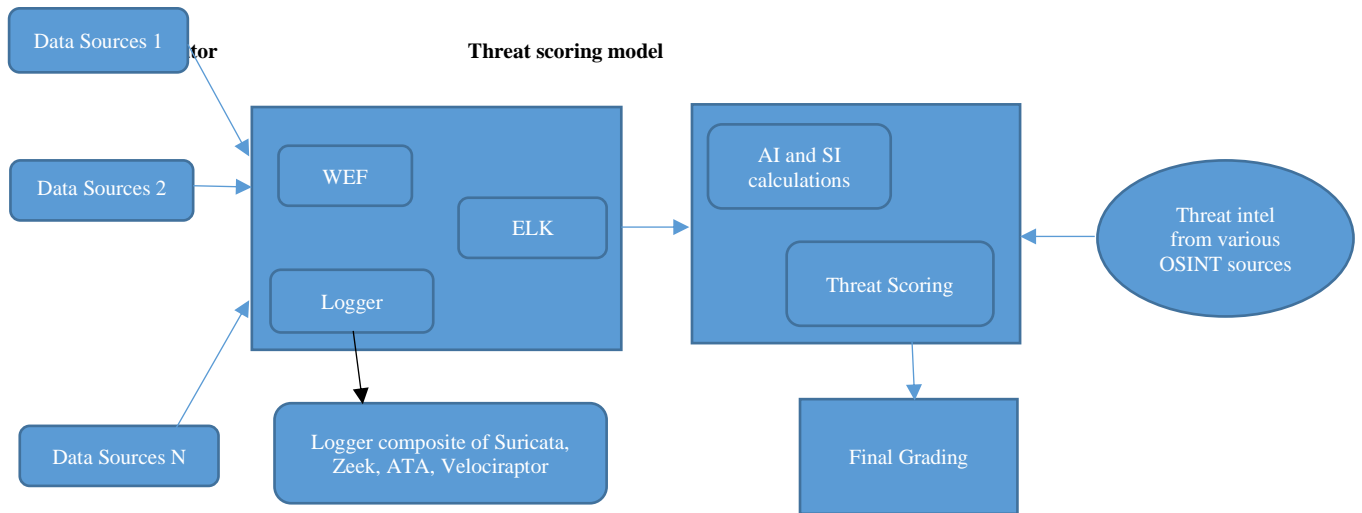 Data Sources 1
Threat scoring model
Data Sources 2
WEF
ELK
Logger
AI and SI
calculations
Threat Scoring
Threat intel
from various
OSINT sources
Data Sources N
Logger composite of Suricata,
Zeek, ATA, Velociraptor
Final Grading